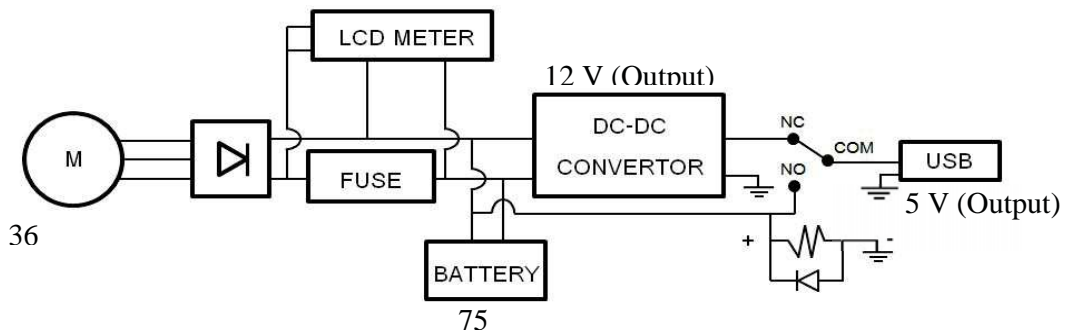 LCD METER
12 V (Output)
M
DC-DC
CONVERTOR
NC
COM
USB
FUSE
NO
5 V (Output)
36
+
-
BATTERY
75